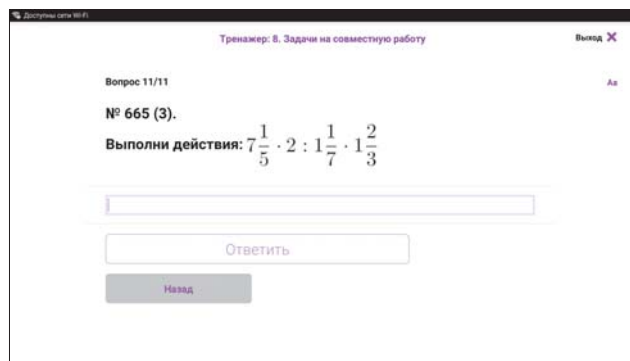 Доступны сети Wi-Fi.
Тренажер: 8. Задачи на совместную работу
Выход ✕
Вопрос 11/11
Aa
№ 665 (3).
Выполни действия: 7 1/5 · 2 : 1 1/7 · 1 2/3
Ответить
Назад